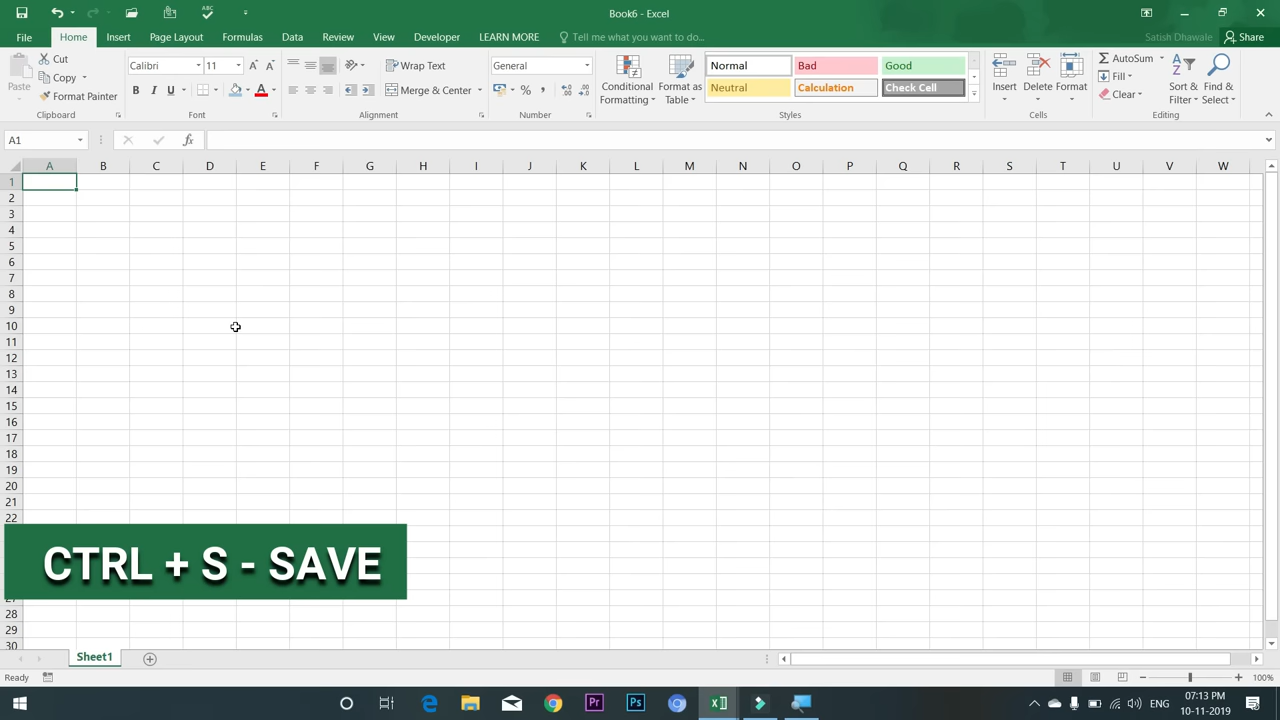 Book6 - Excel
File Home Insert Page Layout Formulas Data Review View Developer LEARN MORE Tell me what you want to do... Satish Dhawale Share
Paste
Cut
Copy
Format Painter
Clipboard
Calibri 11
B I U
Font
Wrap Text
Merge & Center
Alignment
General
%
Number
Conditional Formatting
Format as Table
Normal Bad Good
Neutral Calculation Check Cell
Styles
Insert Delete Format
Cells
AutoSum
Fill
Clear
Sort & Filter
Find & Select
Editing
A1 fx
A B C D E F G H I J K L M N O P Q R S T U V W
1
2
3
4
5
6
7
8
9
10
11
12
13
14
15
16
17
18
19
20
21
22
CTRL + S - SAVE
28
29
30
Sheet1
Ready 100%
Pr Ps ENG 07:13 PM
10-11-2019